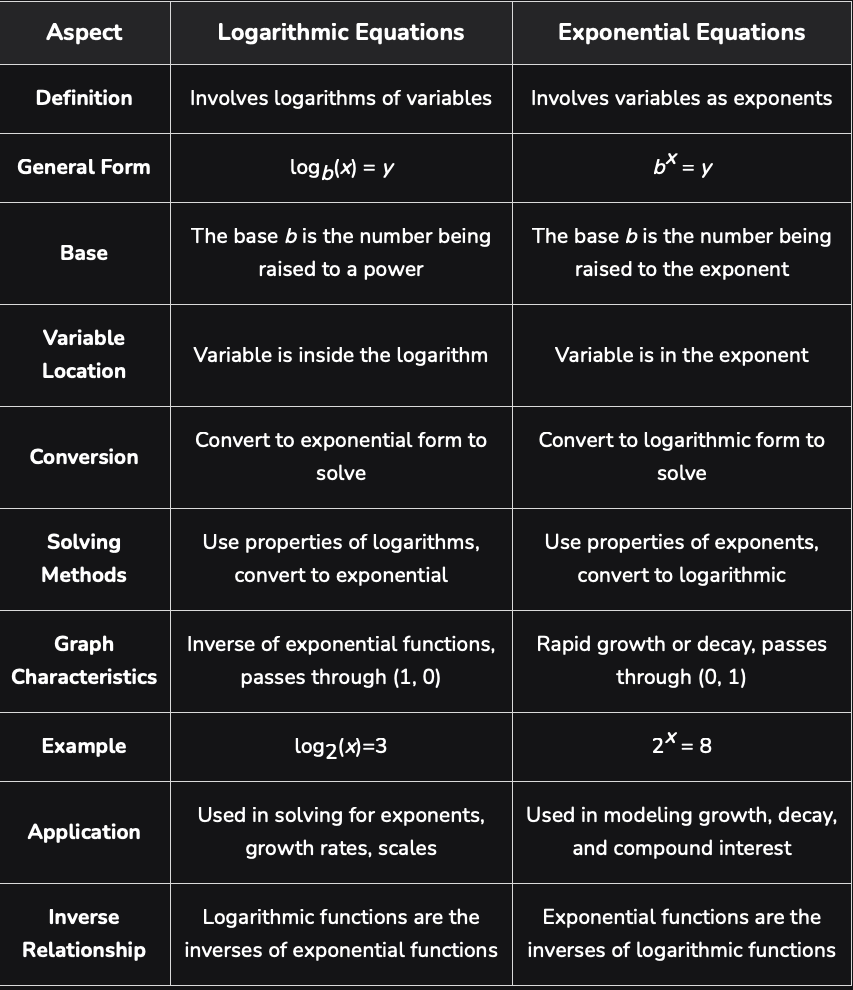 Aspect Logarithmic Equations Exponential Equations
Definition Involves logarithms of variables Involves variables as exponents
General Form log_b(x) = y b^x = y
Base The base b is the number being raised to a power The base b is the number being raised to the exponent
Variable Location Variable is inside the logarithm Variable is in the exponent
Conversion Convert to exponential form to solve Convert to logarithmic form to solve
Solving Methods Use properties of logarithms, convert to exponential Use properties of exponents, convert to logarithmic
Graph Characteristics Inverse of exponential functions, passes through (1, 0) Rapid growth or decay, passes through (0, 1)
Example log_2(x)=3 2^x = 8
Application Used in solving for exponents, growth rates, scales Used in modeling growth, decay, and compound interest
Inverse Relationship Logarithmic functions are the inverses of exponential functions Exponential functions are the inverses of logarithmic functions